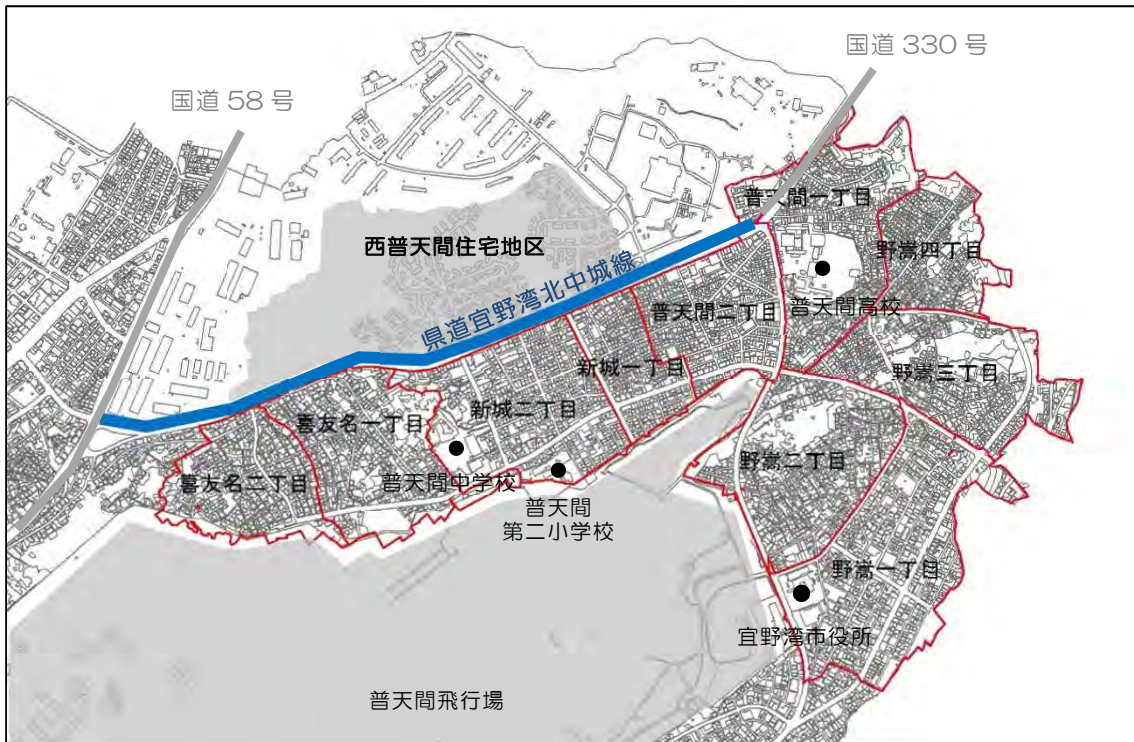 国道 330 号
国道 58 号
普天間一丁目
西普天間住宅地区
野嵩四丁目
県道宜野湾北中城線
普天間二丁目
普天間高校
新城一丁目
野嵩三丁目
新城二丁目
喜友名一丁目
普天間中学校
野嵩二丁目
喜友名二丁目
普天間
第二小学校
野嵩一丁目
宜野湾市役所
普天間飛行場